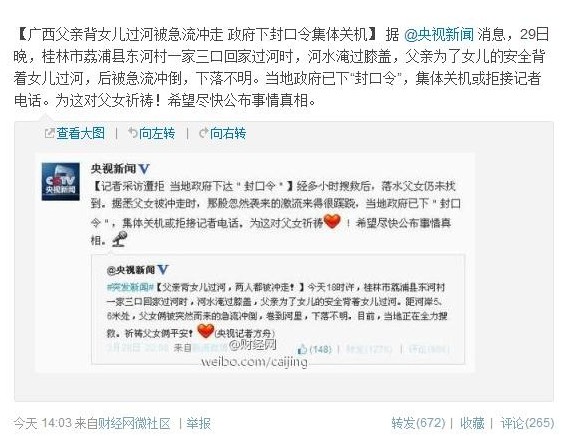 【广西父亲背女儿过河被急流冲走 政府下封口令集体关机】 据 @央视新闻 消息，29日
晚，桂林市荔浦县东河村一家三口回家过河时，河水淹过膝盖，父亲为了女儿的安全背
着女儿过河，后被急流冲倒，下落不明。当地政府已下“封口令”，集体关机或拒接记者
电话。为这对父女祈祷！希望尽快公布事情真相。
查看大图 | 向左转 | 向右转
央视新闻 V
【记者采访遭拒 当地政府下达"封口令"】经多小时搜救后，落水父女仍未找
到。据悉父女被冲走时，那股忽然袭来的激流来得很蹊跷，当地政府已下"封口
令"，集体关机或拒接记者电话。为这对父女祈祷！希望尽快公布事情真
相。
@央视新闻 V
#突发新闻#【父亲背女儿过河，两人都被冲走！】今天18时许，桂林市荔浦县东河村
一家三口回家过河时，河水淹过膝盖，父亲为了女儿的安全背着女儿过河。距河岸5、
6米处，父女俩被突然而来的急流冲倒，卷到河里，下落不明。目前，当地正在全力搜
救。祈祷父女俩平安！(央视记者方舟)
来自 (148) 转发 评论
@财经网
weibo.com/caijing
今天 14:03 来自财经网微社区 | 举报 转发(672) | 收藏 | 评论(265)